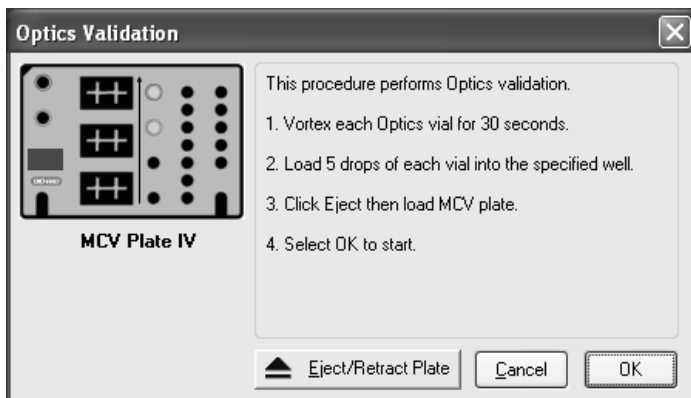 Optics Validation
This procedure performs Optics validation.
1. Vortex each Optics vial for 30 seconds.
2. Load 5 drops of each vial into the specified well.
3. Click Eject then load MCV plate.
4. Select OK to start.
MCV Plate IV
Eject/Retract Plate
Cancel
OK